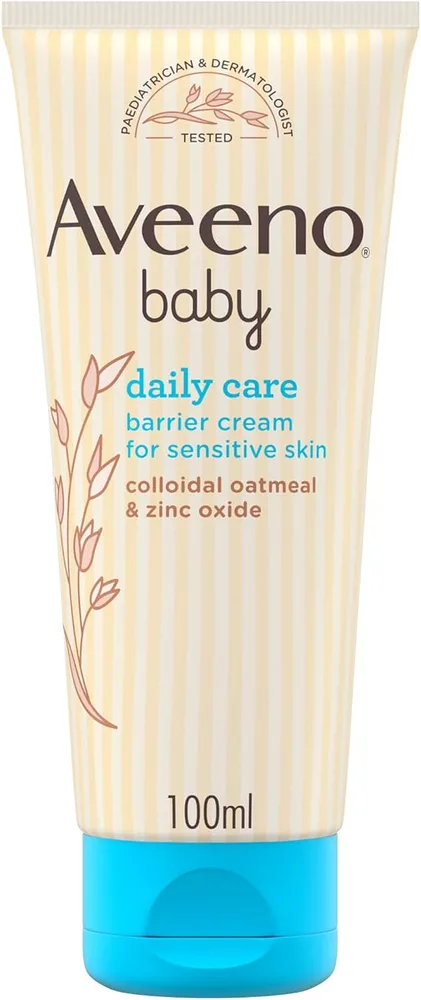 PAEDIATRICIAN & DERMATOLOGIST
TESTED
Aveeno®
baby
daily care
barrier cream
for sensitive skin
colloidal oatmeal
& zinc oxide
100ml